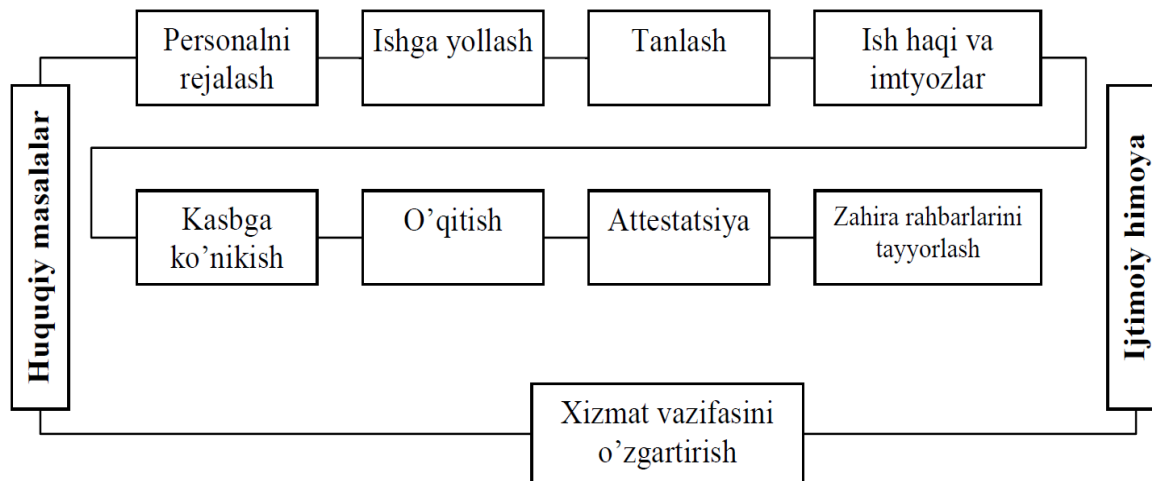 Personalni
rejalash
Ishga yollash
Tanlash
Ish haqi va
imtyozlar
Huquqiy masalalar
Ijtimoiy himoya
Kasbga
ko’nikish
O’qitish
Attestatsiya
Zahira rahbarlarini
tayyorlash
Xizmat vazifasini
o’zgartirish